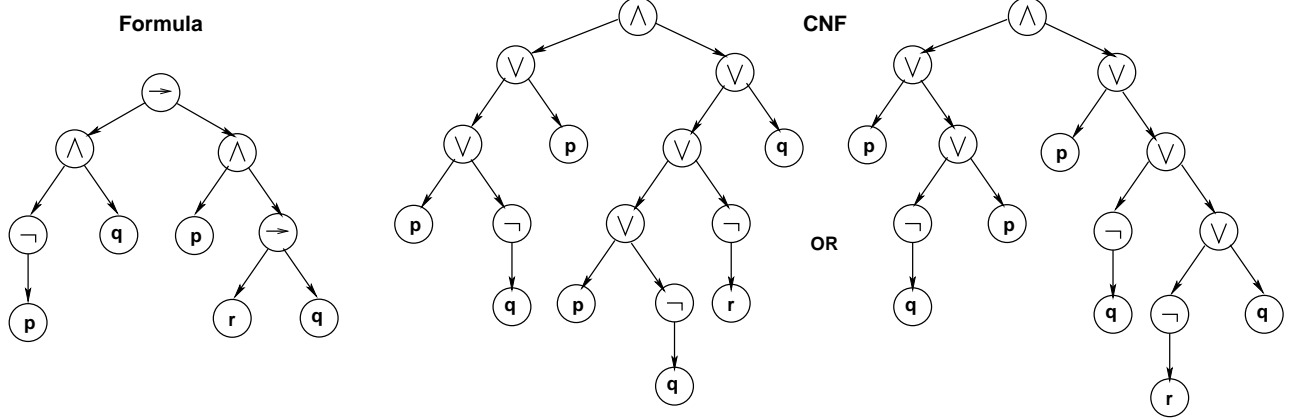 Formula
CNF
∧ ∧
∨ ∨ ∨ ∨
→
∧ ∧
∨ p ∨ q p ∨ p ∨
¬ q p →
p ¬ ∨ ¬ OR ¬ p ¬ ∨
p r q
q p ¬ r q q ¬ q
q r